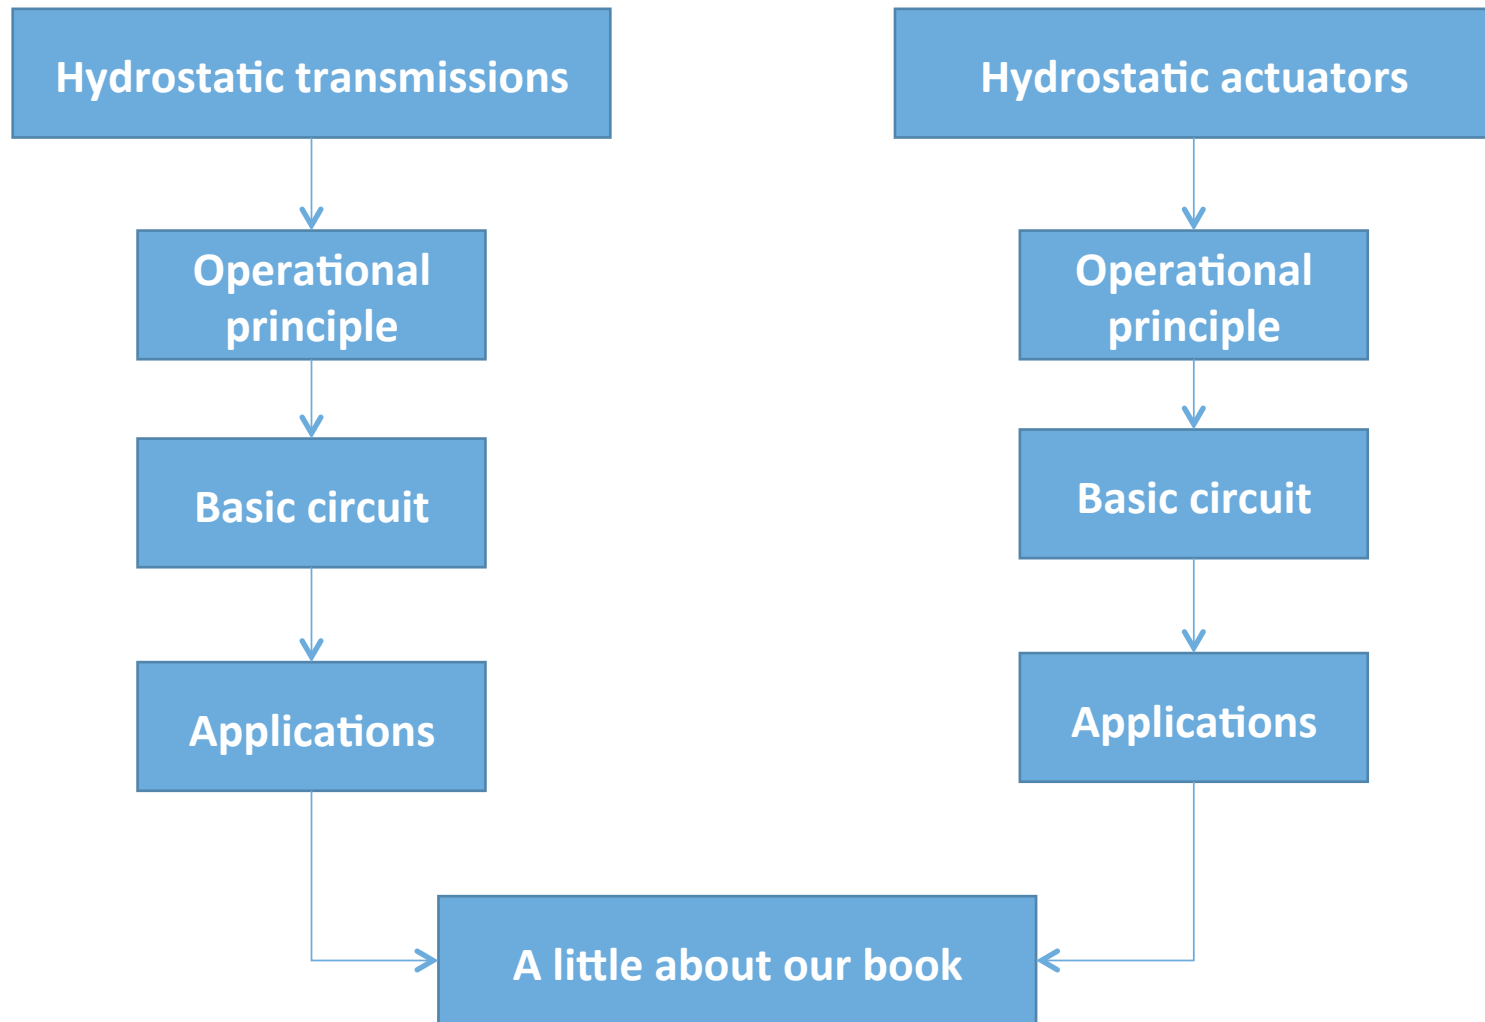 Hydrostatic transmissions
Operational
principle
Basic circuit
Applications
Hydrostatic actuators
Operational
principle
Basic circuit
Applications
A little about our book